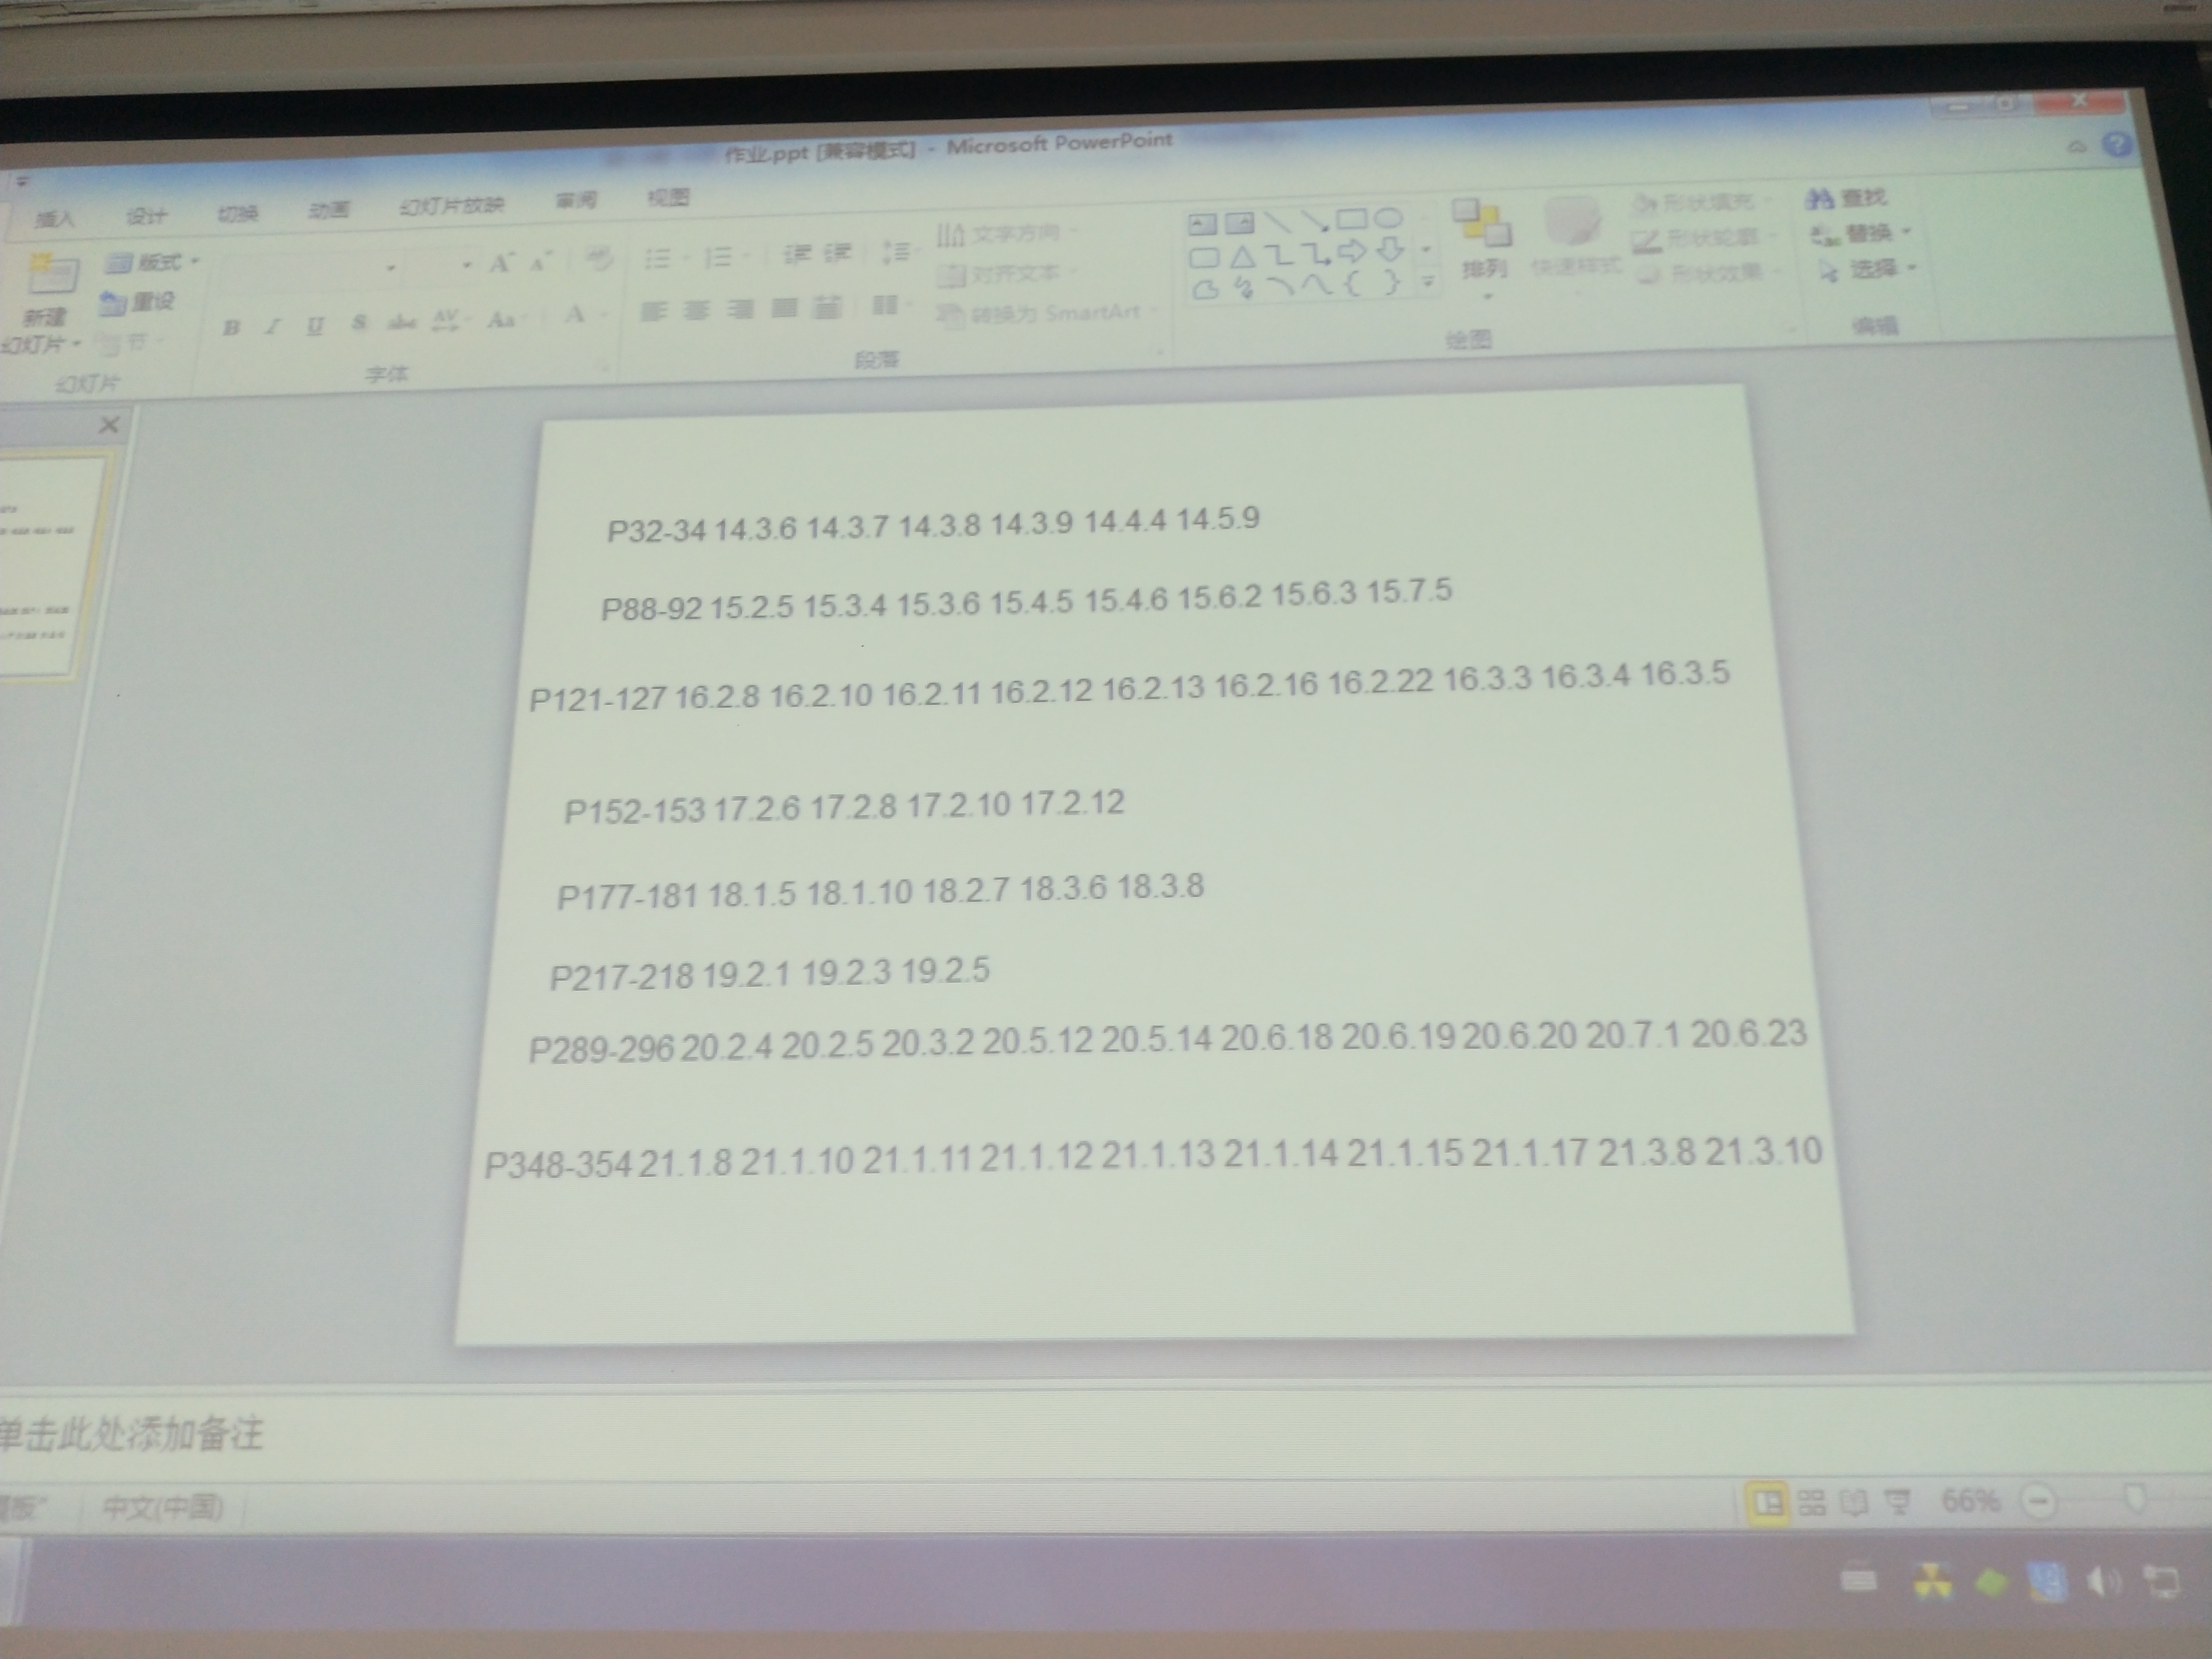 作业.ppt [兼容模式] - Microsoft PowerPoint
插入 设计 切换 动画 幻灯片放映 审阅 视图
新建
幻灯片
版式
重设
节
幻灯片
B I U S abc AV Aa A
字体
文字方向
对齐文本
转换为 SmartArt
段落
排列
快速样式
形状填充
形状轮廓
形状效果
绘图
查找
替换
选择
编辑
P32-34 14.3.6 14.3.7 14.3.8 14.3.9 14.4.4 14.5.9
P88-92 15.2.5 15.3.4 15.3.6 15.4.5 15.4.6 15.6.2 15.6.3 15.7.5
P121-127 16.2.8 16.2.10 16.2.11 16.2.12 16.2.13 16.2.16 16.2.22 16.3.3 16.3.4 16.3.5
P152-153 17.2.6 17.2.8 17.2.10 17.2.12
P177-181 18.1.5 18.1.10 18.2.7 18.3.6 18.3.8
P217-218 19.2.1 19.2.3 19.2.5
P289-296 20.2.4 20.2.5 20.3.2 20.5.12 20.5.14 20.6.18 20.6.19 20.6.20 20.7.1 20.6.23
P348-354 21.1.8 21.1.10 21.1.11 21.1.12 21.1.13 21.1.14 21.1.15 21.1.17 21.3.8 21.3.10
单击此处添加备注
中文(中国)
66%